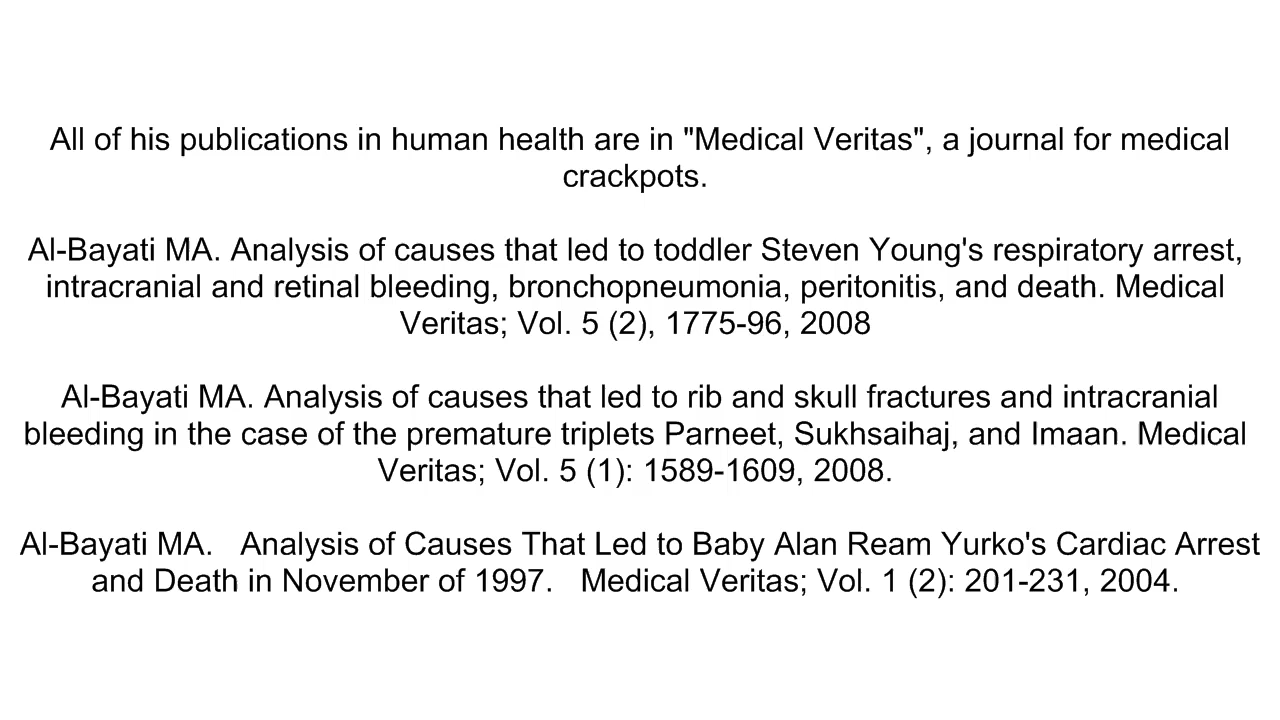 All of his publications in human health are in "Medical Veritas", a journal for medical
crackpots.
Al-Bayati MA. Analysis of causes that led to toddler Steven Young's respiratory arrest,
intracranial and retinal bleeding, bronchopneumonia, peritonitis, and death. Medical
Veritas; Vol. 5 (2), 1775-96, 2008
Al-Bayati MA. Analysis of causes that led to rib and skull fractures and intracranial
bleeding in the case of the premature triplets Parneet, Sukhsaihaj, and Imaan. Medical
Veritas; Vol. 5 (1): 1589-1609, 2008.
Al-Bayati MA.   Analysis of Causes That Led to Baby Alan Ream Yurko's Cardiac Arrest
and Death in November of 1997.   Medical Veritas; Vol. 1 (2): 201-231, 2004.